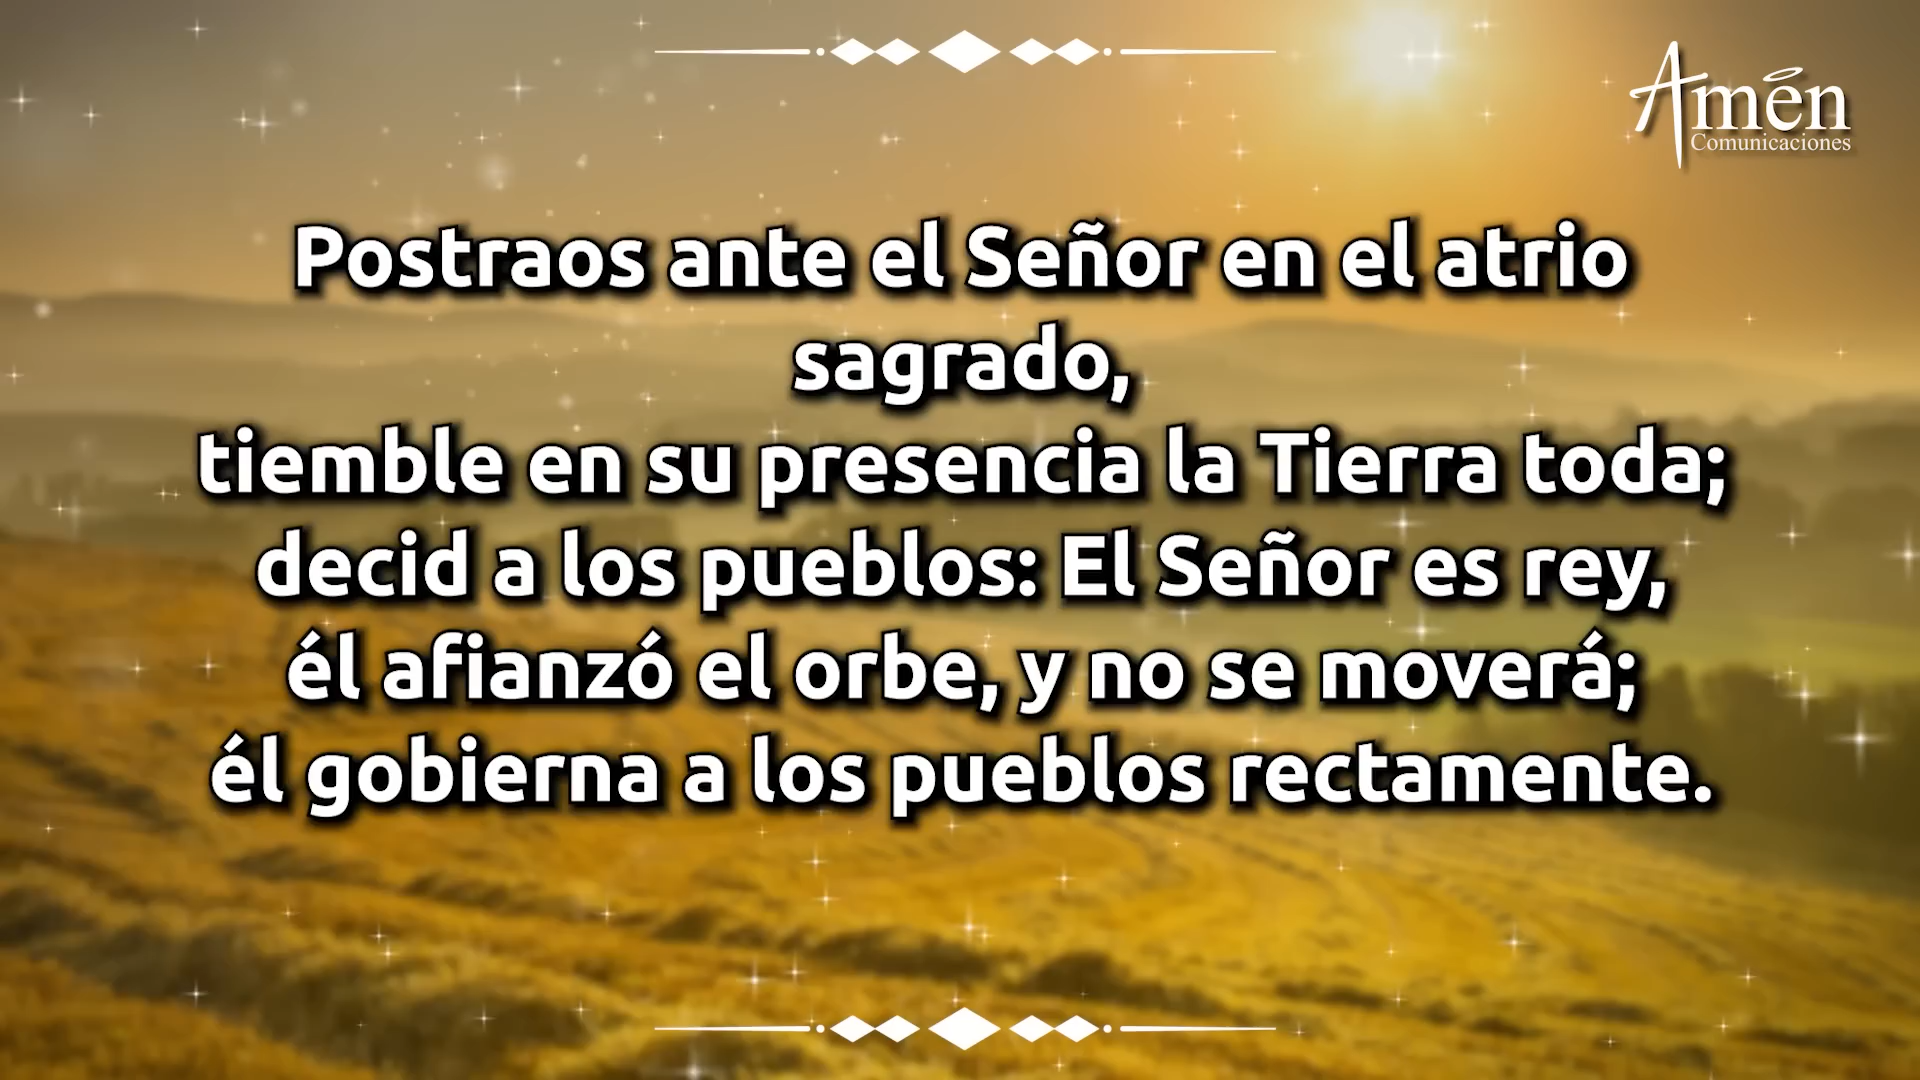 Amén
Comunicaciones
Postraos ante el Señor en el atrio
sagrado,
tiemble en su presencia la Tierra toda;
decid a los pueblos: El Señor es rey,
él afianzó el orbe, y no se moverá;
él gobierna a los pueblos rectamente.